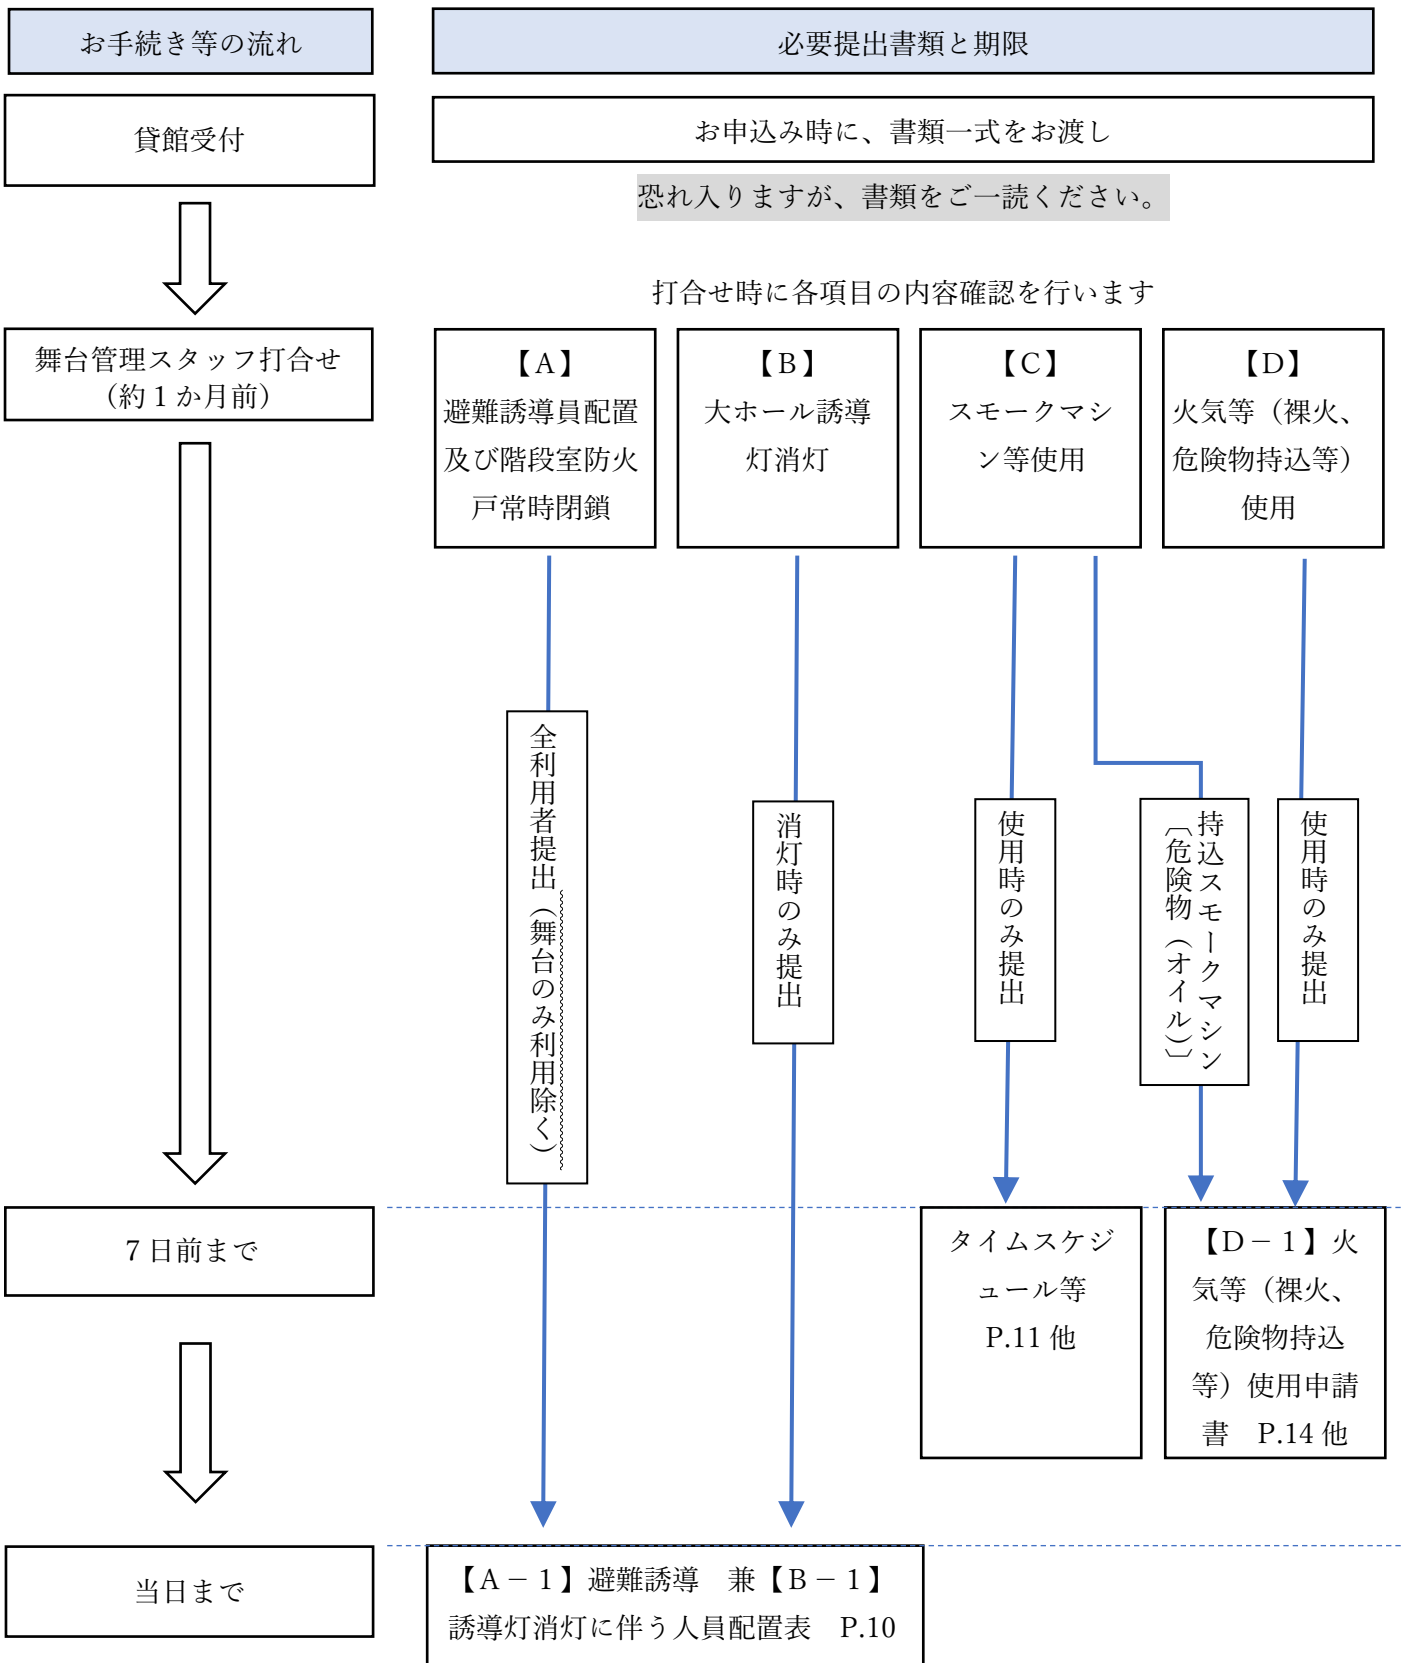 お手続き等の流れ
必要提出書類と期限
貸館受付
お申込み時に、書類一式をお渡し
恐れ入りますが、書類をご一読ください。
打合せ時に各項目の内容確認を行います
舞台管理スタッフ打合せ
（約１か月前）
【A】
避難誘導員配置
及び階段室防火
戸常時閉鎖
【B】
大ホール誘導
灯消灯
【C】
スモークマシ
ン等使用
【D】
火気等（裸火、
危険物持込等）
使用
全利用者提出（舞台のみ利用除く）
消灯時のみ提出
使用時のみ提出
持込スモークマシン
〔危険物（オイル）〕
使用時のみ提出
７日前まで
タイムスケジ
ュール等
P.11 他
【D－１】火
気等（裸火、
危険物持込
等）使用申請
書　P.14 他
当日まで
【A－１】避難誘導　兼【B－１】
誘導灯消灯に伴う人員配置表　P.10